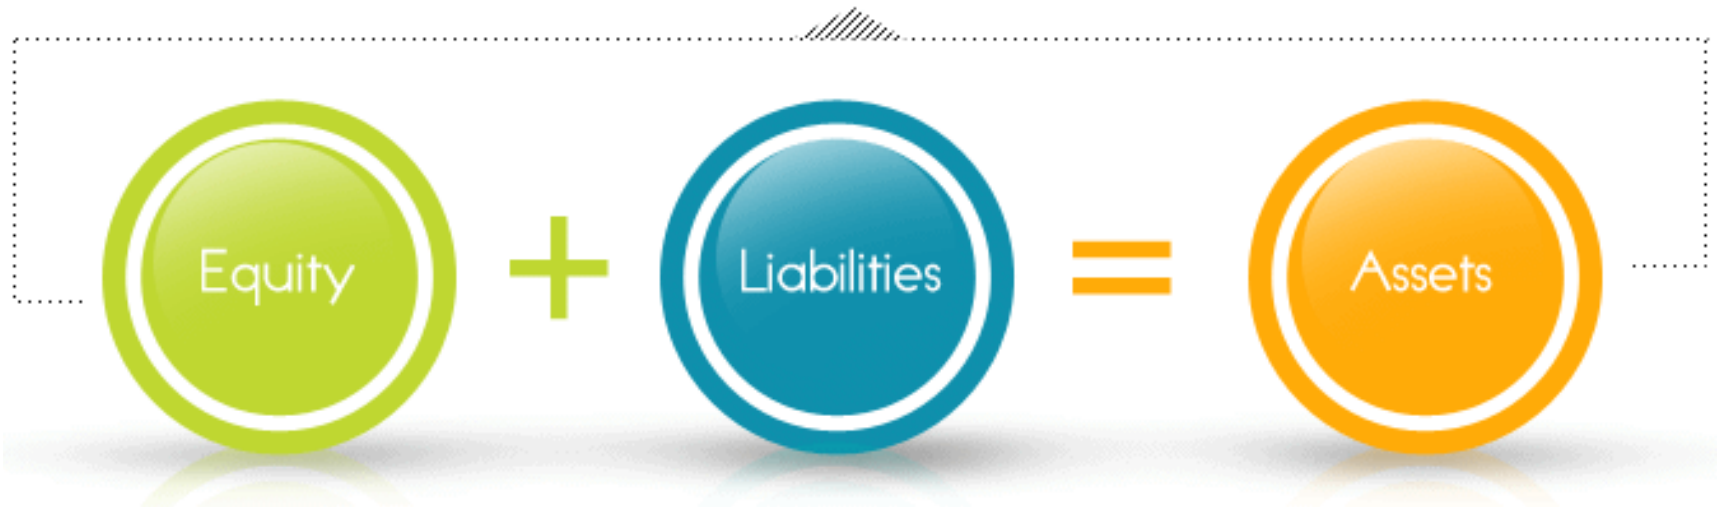 Equity + Liabilities = Assets